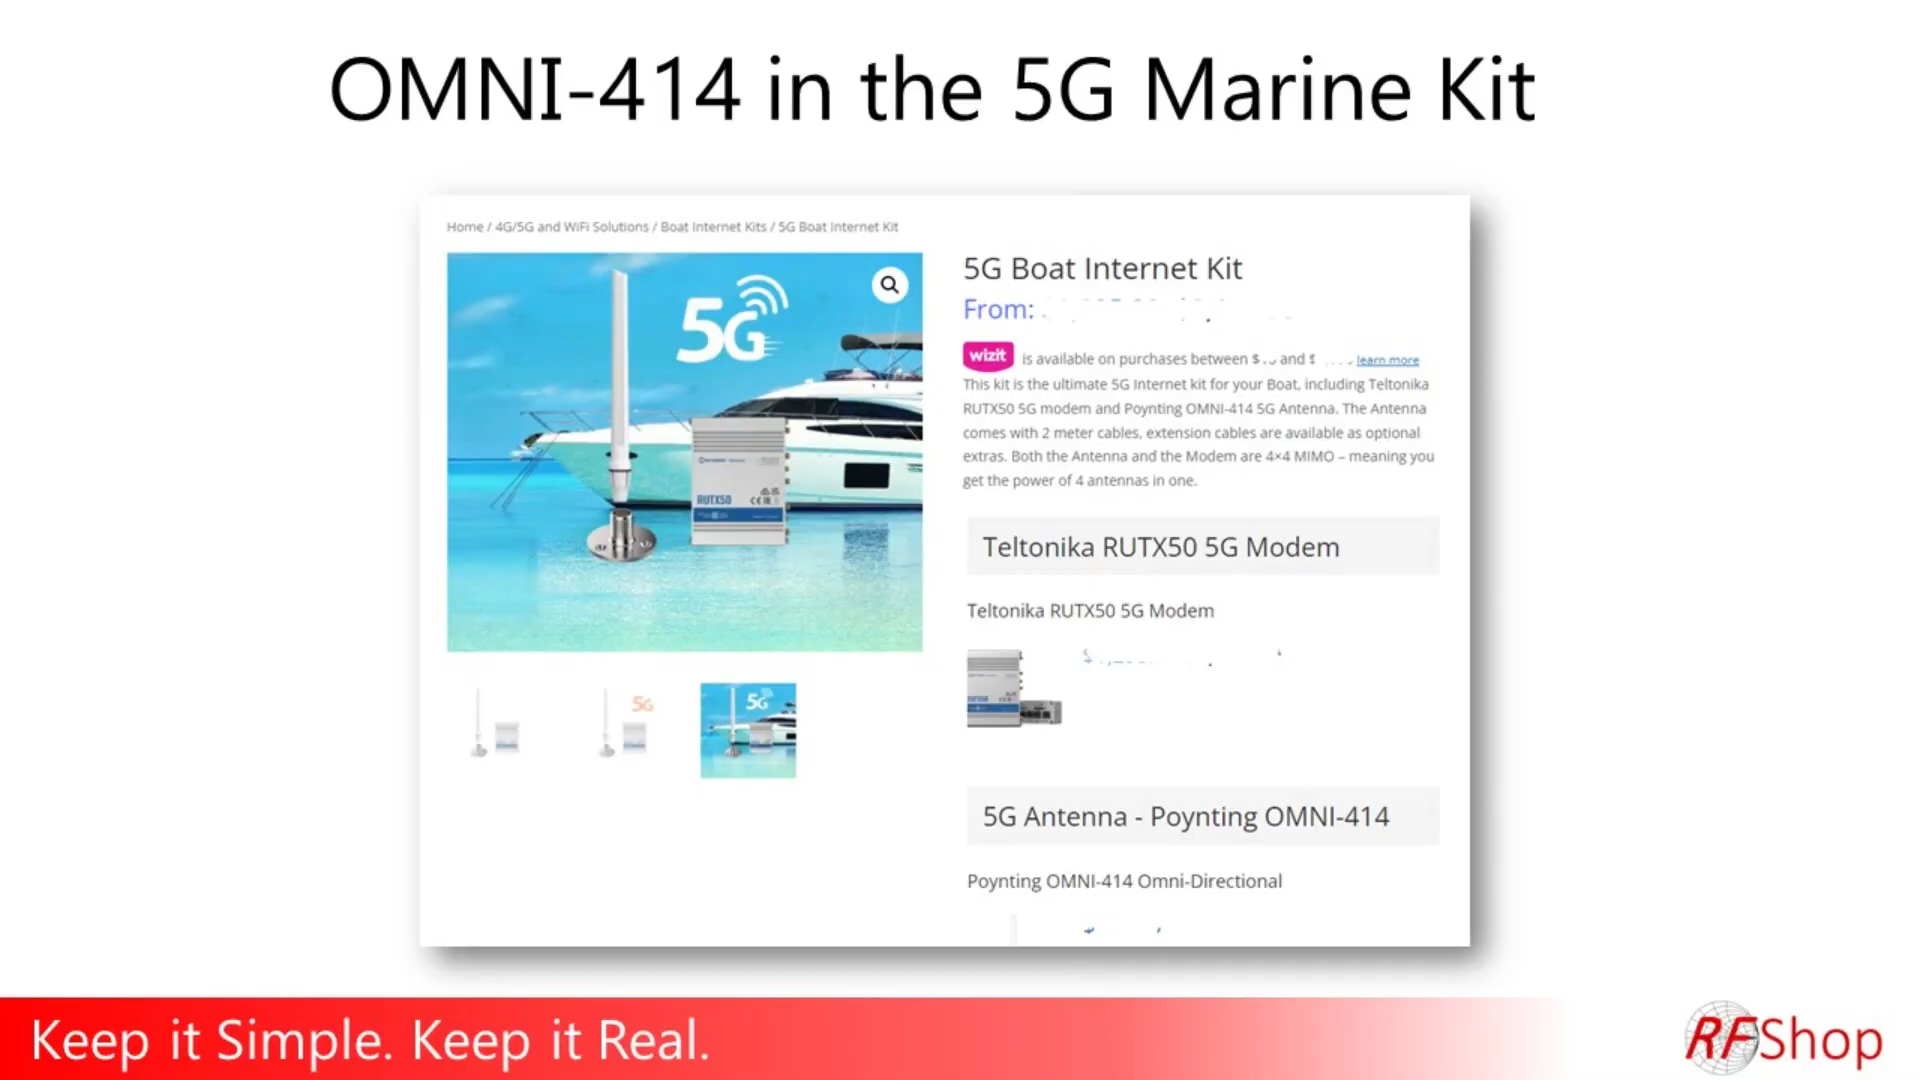 OMNI-414 in the 5G Marine Kit
Home / 4G/5G and WiFi Solutions / Boat Internet Kits / 5G Boat Internet Kit
5G
RUTX50
5G Boat Internet Kit
From:
wizit is available on purchases between $ and $ learn more
This kit is the ultimate 5G Internet kit for your Boat, including Teltonika
RUTX50 5G modem and Poynting OMNI-414 5G Antenna. The Antenna
comes with 2 meter cables, extension cables are available as optional
extras. Both the Antenna and the Modem are 4×4 MIMO – meaning you
get the power of 4 antennas in one.
Teltonika RUTX50 5G Modem
Teltonika RUTX50 5G Modem
5G
5G
5G Antenna - Poynting OMNI-414
Poynting OMNI-414 Omni-Directional
Keep it Simple. Keep it Real.
RFShop